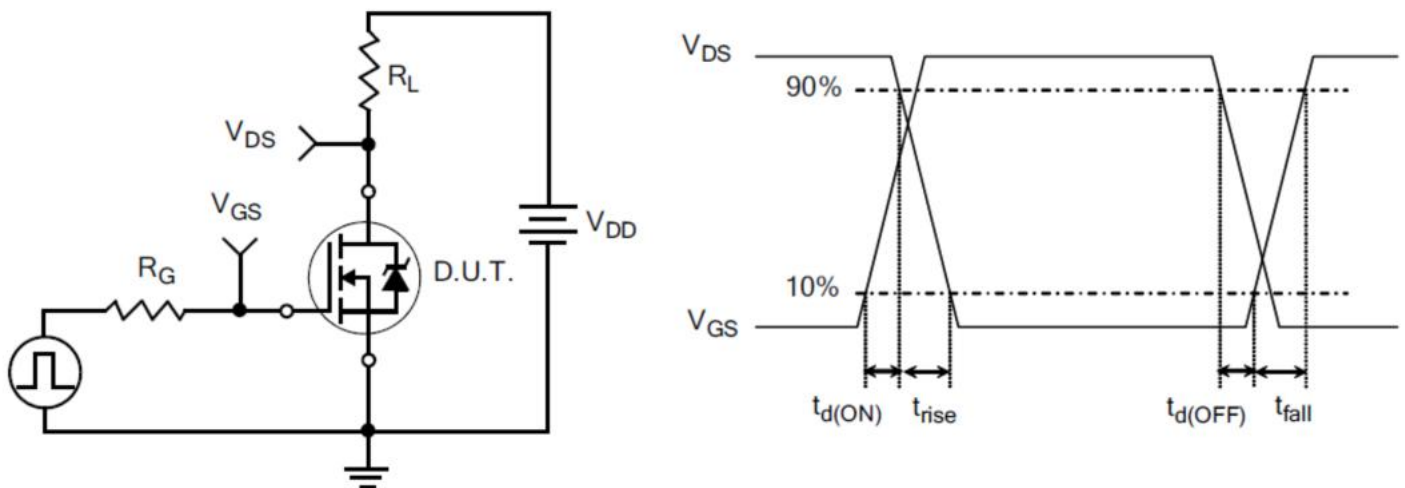 R_L
V_DS
V_GS
V_DD
R_G
D.U.T.
V_DS
90%
10%
V_GS
t_d(ON) t_rise t_d(OFF) t_fall